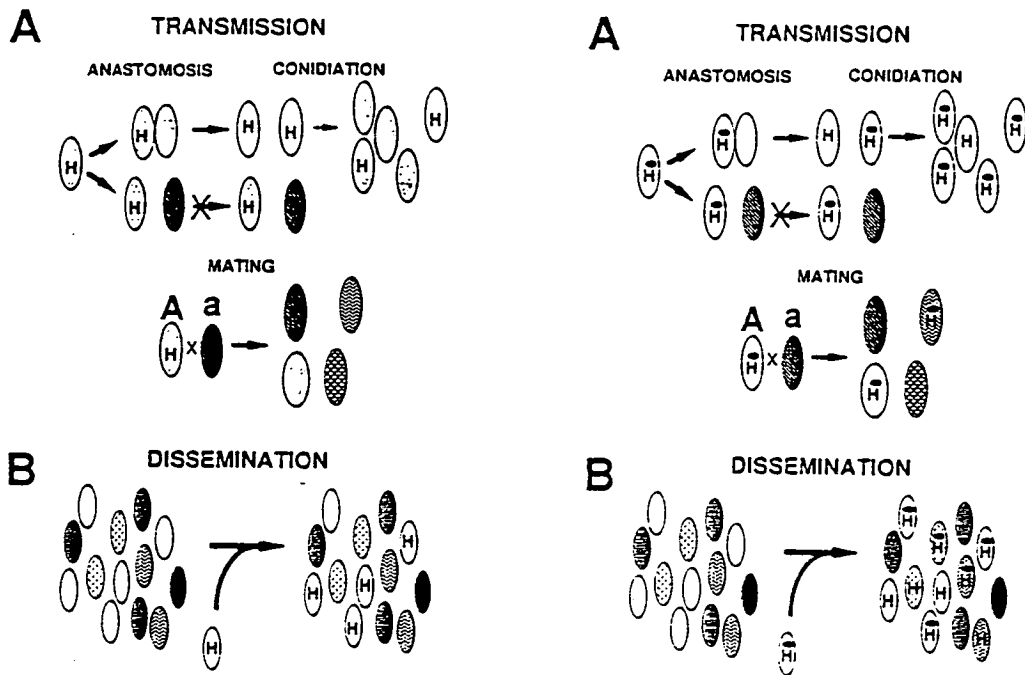 A TRANSMISSION
ANASTOMOSIS CONIDIATION
H H H H H
H H
H X H
MATING
A a
H x
B DISSEMINATION
H
H H
H
H
A TRANSMISSION
ANASTOMOSIS CONIDIATION
H H
H H H H
H H H
H X H
MATING
A a
H
H x
H
B DISSEMINATION
H
H H
H H
H H
H H
H